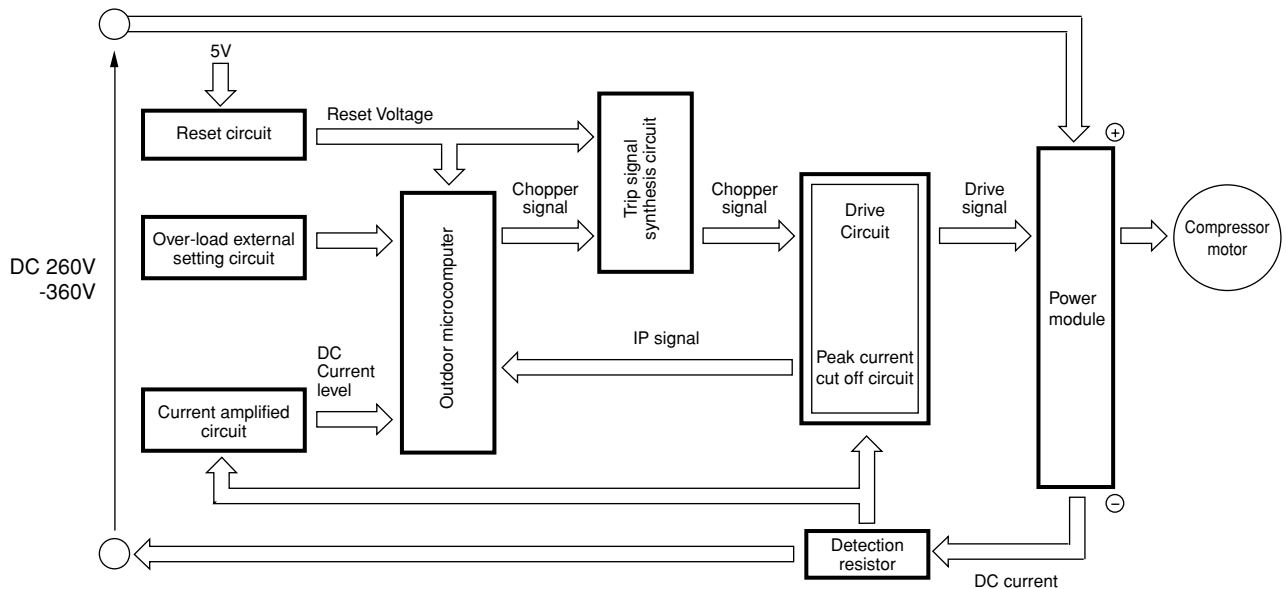 5V
Reset circuit
Reset Voltage
Trip signal
synthesis circuit
+
Over-load external
setting circuit
Outdoor microcomputer
Chopper
signal
Chopper
signal
Drive
Circuit
Drive
signal
Compressor
motor
DC 260V
-360V
Power
module
IP signal
Peak current
cut off circuit
DC
Current
level
Current amplified
circuit
−
Detection
resistor
DC current